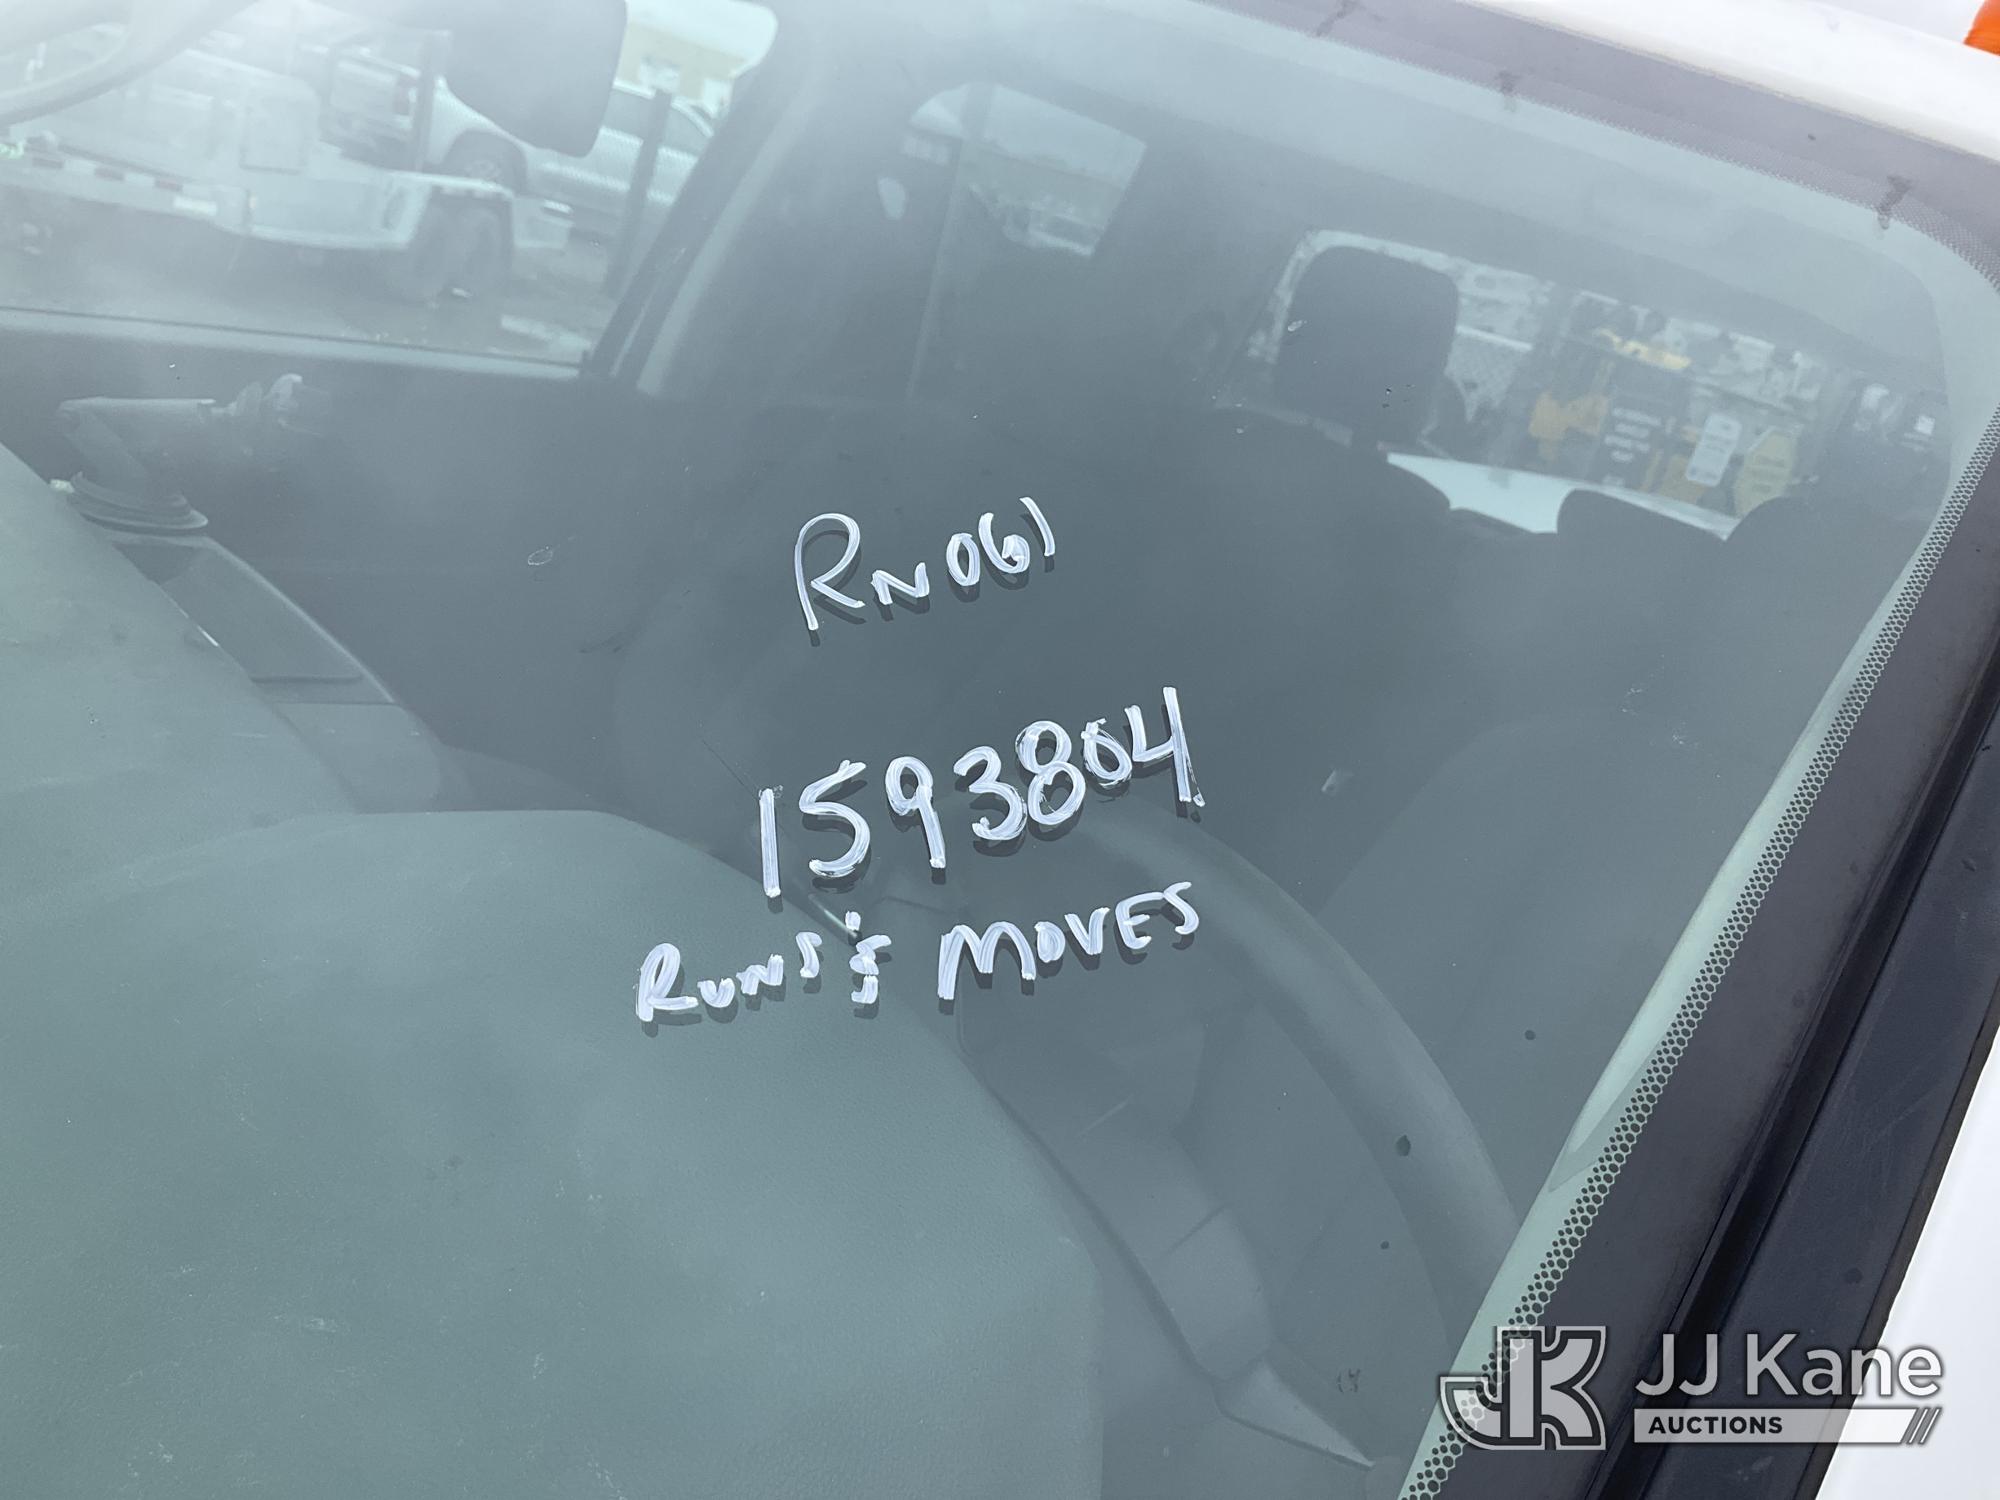 RN061
1593804
RUNS & MOVES
JJ Kane
AUCTIONS